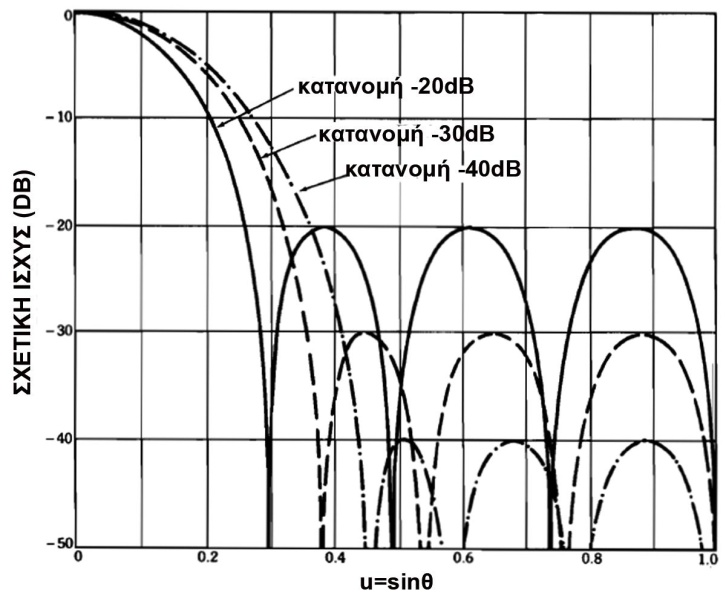 0
-10
-20
-30
-40
-50
ΣΧΕΤΙΚΗ ΙΣΧΥΣ (DB)
κατανομή -20dB
κατανομή -30dB
κατανομή -40dB
0 0.2 0.4 0.6 0.8 1.0
u=sinθ